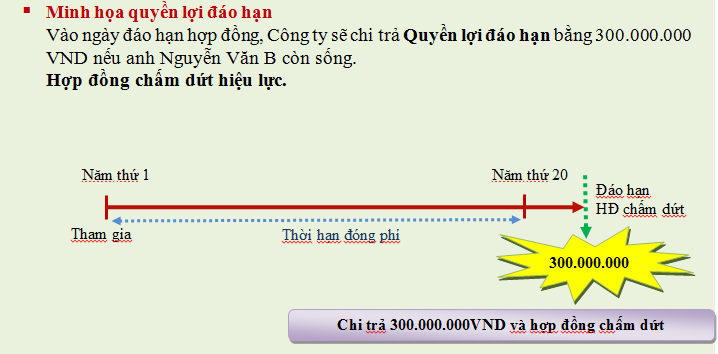 ▪ Minh họa quyền lợi đáo hạn
Vào ngày đáo hạn hợp đồng, Công ty sẽ chi trả Quyền lợi đáo hạn bằng 300.000.000
VND nếu anh Nguyễn Văn B còn sống.
Hợp đồng chấm dứt hiệu lực.
Năm thứ 1
Năm thứ 20
Đáo hạn
HĐ chấm dứt
Tham gia
Thời hạn đóng phí
300.000.000
Chi trả 300.000.000VND và hợp đồng chấm dứt